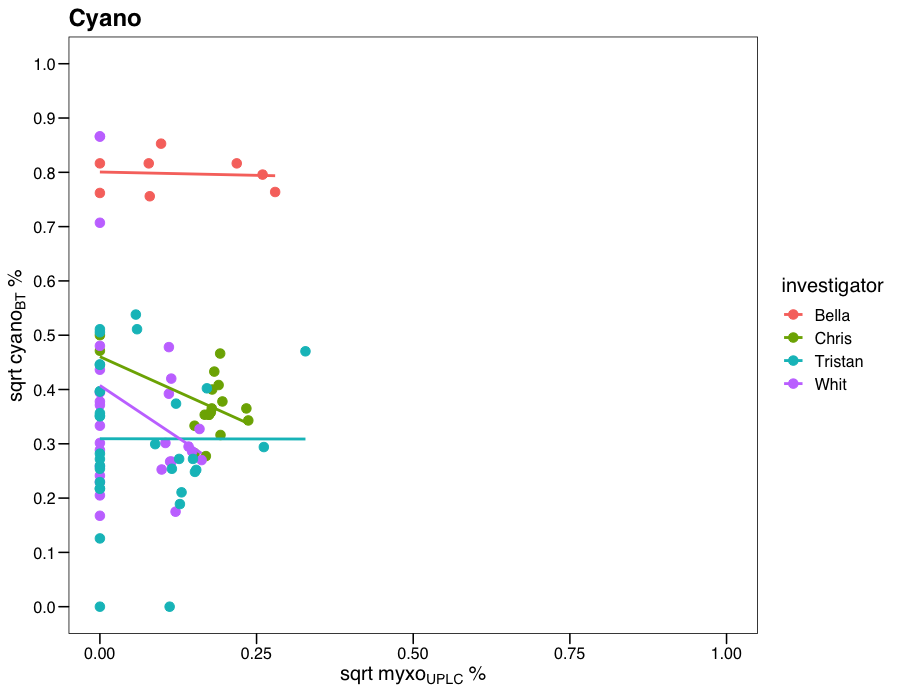 Cyano
1.0
0.9
0.8
0.7
0.6
0.5
0.4
0.3
0.2
0.1
0.0
sqrt cyanoBT %
0.00 0.25 0.50 0.75 1.00
sqrt myxoUPLC %
investigator
Bella
Chris
Tristan
Whit